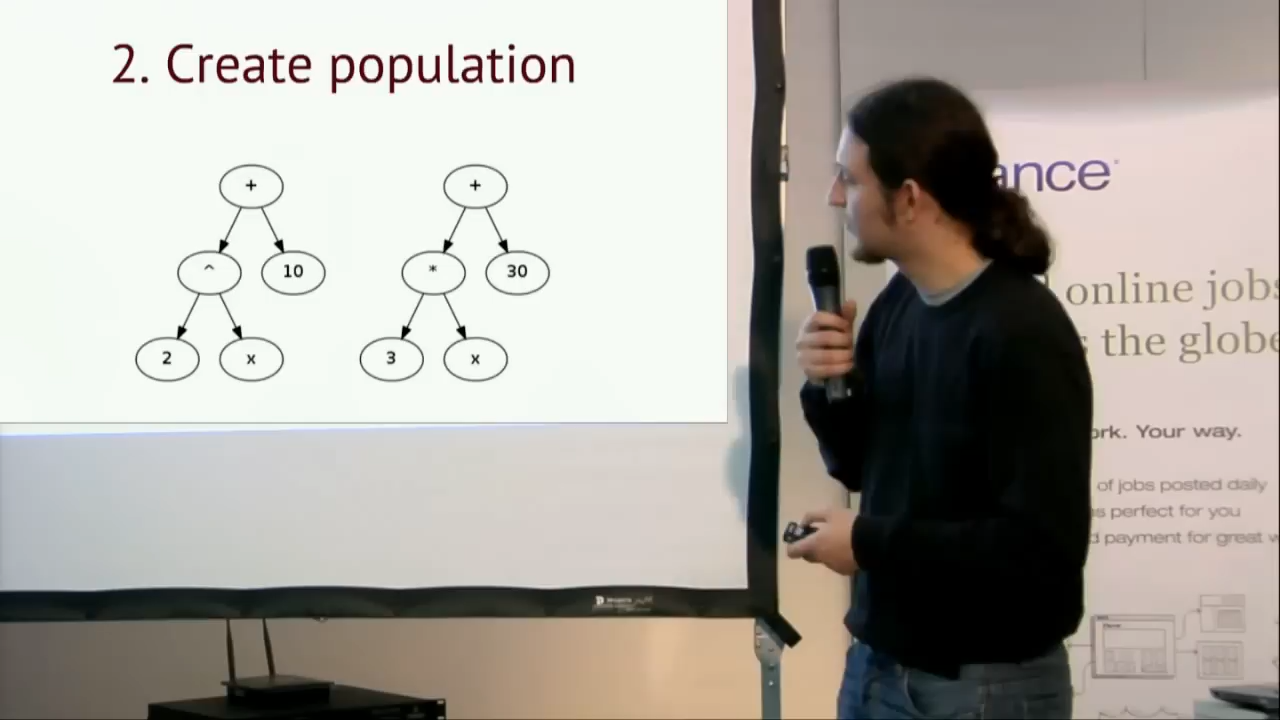 2. Create population
+ +
^ 10 * 30
2 x 3 x
ance
online jobs
the globe
ork. Your way.
of jobs posted daily
s perfect for you
d payment for great w